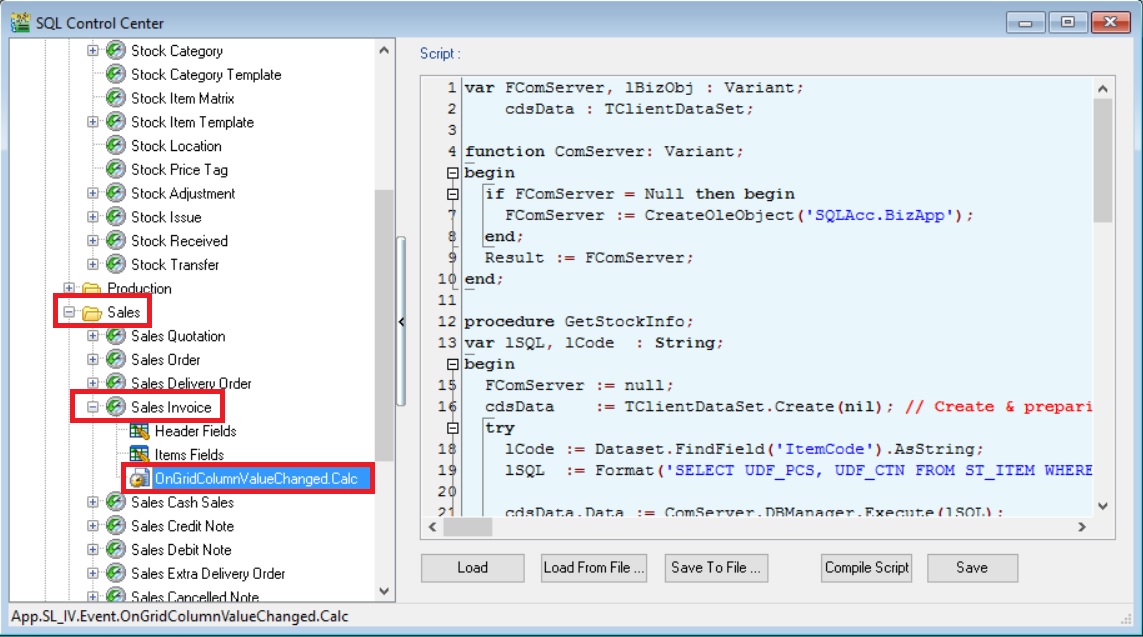 SQL Control Center
Stock Category
Stock Category Template
Stock Item Matrix
Stock Item Template
Stock Location
Stock Price Tag
Stock Adjustment
Stock Issue
Stock Received
Stock Transfer
Production
Sales
Sales Quotation
Sales Order
Sales Delivery Order
Sales Invoice
Header Fields
Items Fields
OnGridColumnValueChanged.Calc
Sales Cash Sales
Sales Credit Note
Sales Debit Note
Sales Extra Delivery Order
Sales Cancelled Note
Script :
1 var FComServer, lBizObj : Variant;
2 cdsData : TClientDataSet;
3
4 function ComServer: Variant;
begin
if FComServer = Null then begin
7 FComServer := CreateOleObject('SQLAcc.BizApp');
8 end;
9 Result := FComServer;
10 end;
11
12 procedure GetStockInfo;
13 var lSQL, lCode : String;
begin
15 FComServer := null;
16 cdsData := TClientDataSet.Create(nil); // Create & prepari
try
18 lCode := Dataset.FindField('ItemCode').AsString;
19 lSQL := Format('SELECT UDF_PCS, UDF_CTN FROM ST_ITEM WHERE
20
21 cdsData.Data := ComServer.DBManager.Execute(lSQL);
Load
Load From File ...
Save To File ...
Compile Script
Save
App.SL_IV.Event.OnGridColumnValueChanged.Calc